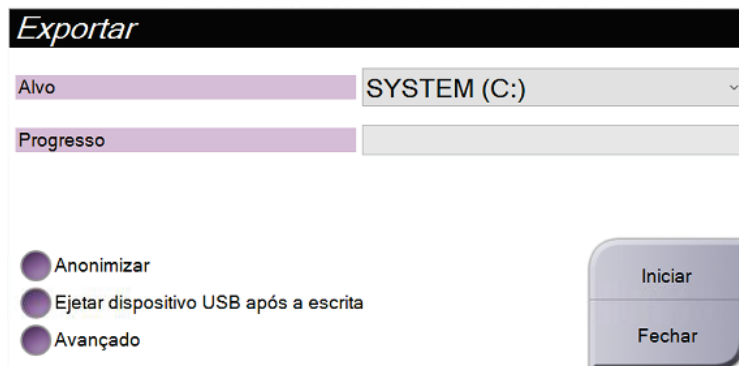 Exportar
Alvo
SYSTEM (C:)
Progresso
Anonimizar
Ejetar dispositivo USB após a escrita
Avançado
Iniciar
Fechar